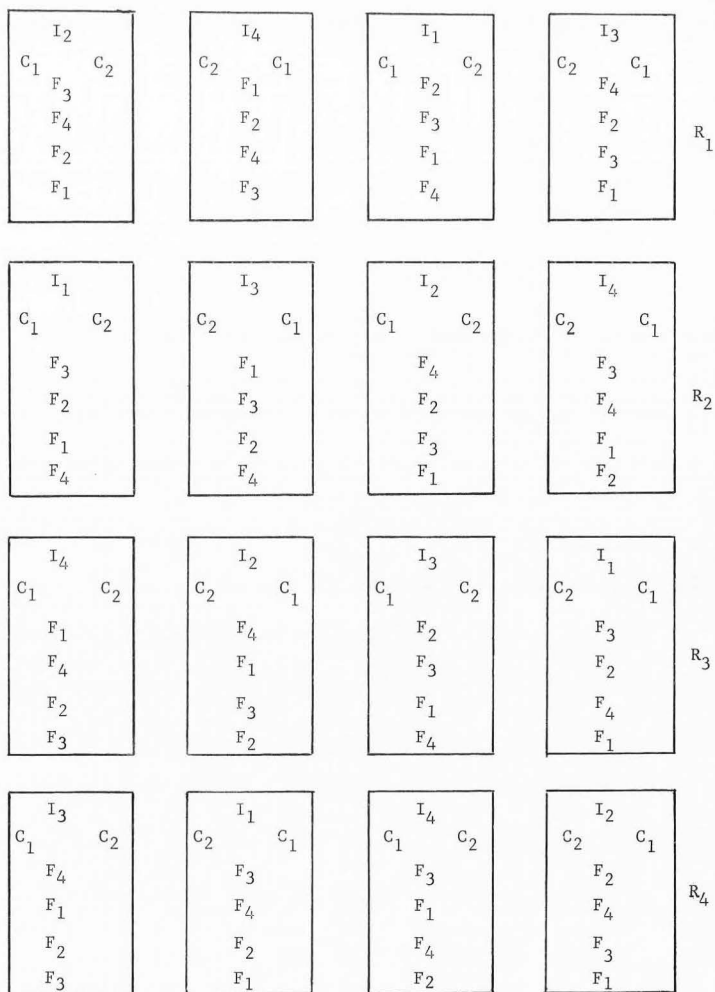 I₂ I₄ I₁ I₃
C₁ C₂ C₂ C₁ C₁ C₂ C₂ C₁
F₃ F₁ F₂ F₄
F₄ F₂ F₃ F₂ R₁
F₂ F₄ F₁ F₃
F₁ F₃ F₄ F₁
I₁ I₃ I₂ I₄
C₁ C₂ C₂ C₁ C₁ C₂ C₂ C₁
F₃ F₁ F₄ F₃
F₂ F₃ F₂ F₄ R₂
F₁ F₂ F₃ F₁
F₄ F₄ F₁ F₂
I₄ I₂ I₃ I₁
C₁ C₂ C₂ C₁ C₁ C₂ C₂ C₁
F₁ F₄ F₂ F₃
F₄ F₁ F₃ F₂ R₃
F₂ F₃ F₁ F₄
F₃ F₂ F₄ F₁
I₃ I₁ I₄ I₂
C₁ C₂ C₂ C₁ C₁ C₂ C₂ C₁
F₄ F₃ F₃ F₂
F₁ F₄ F₁ F₄ R₄
F₂ F₂ F₄ F₃
F₃ F₁ F₂ F₁